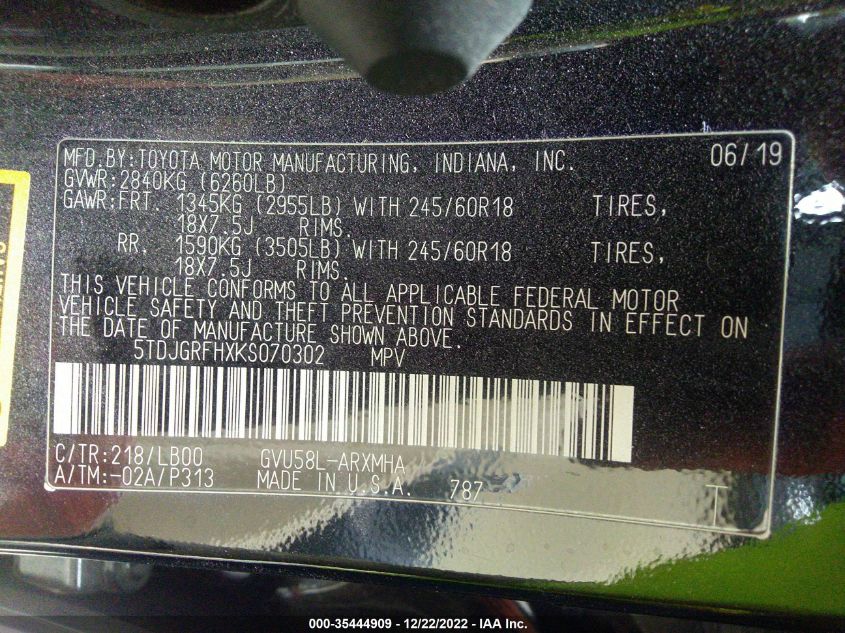 MFD.BY:TOYOTA MOTOR MANUFACTURING, INDIANA, INC. 06/19
GVWR:2840KG (6260LB)
GAWR:FRT. 1345KG (2955LB) WITH 245/60R18 TIRES,
18X7.5J RIMS.
RR. 1590KG (3505LB) WITH 245/60R18 TIRES,
18X7.5J RIMS.
THIS VEHICLE CONFORMS TO ALL APPLICABLE FEDERAL MOTOR
VEHICLE SAFETY AND THEFT PREVENTION STANDARDS IN EFFECT ON
THE DATE OF MANUFACTURE SHOWN ABOVE.
5TDJGRFHXKS070302 MPV
C/TR:218/LB00 GVU58L-ARXMHA
A/TM:-02A/P313 MADE IN U.S.A. 787
T
000-35444909 - 12/22/2022 - IAA Inc.